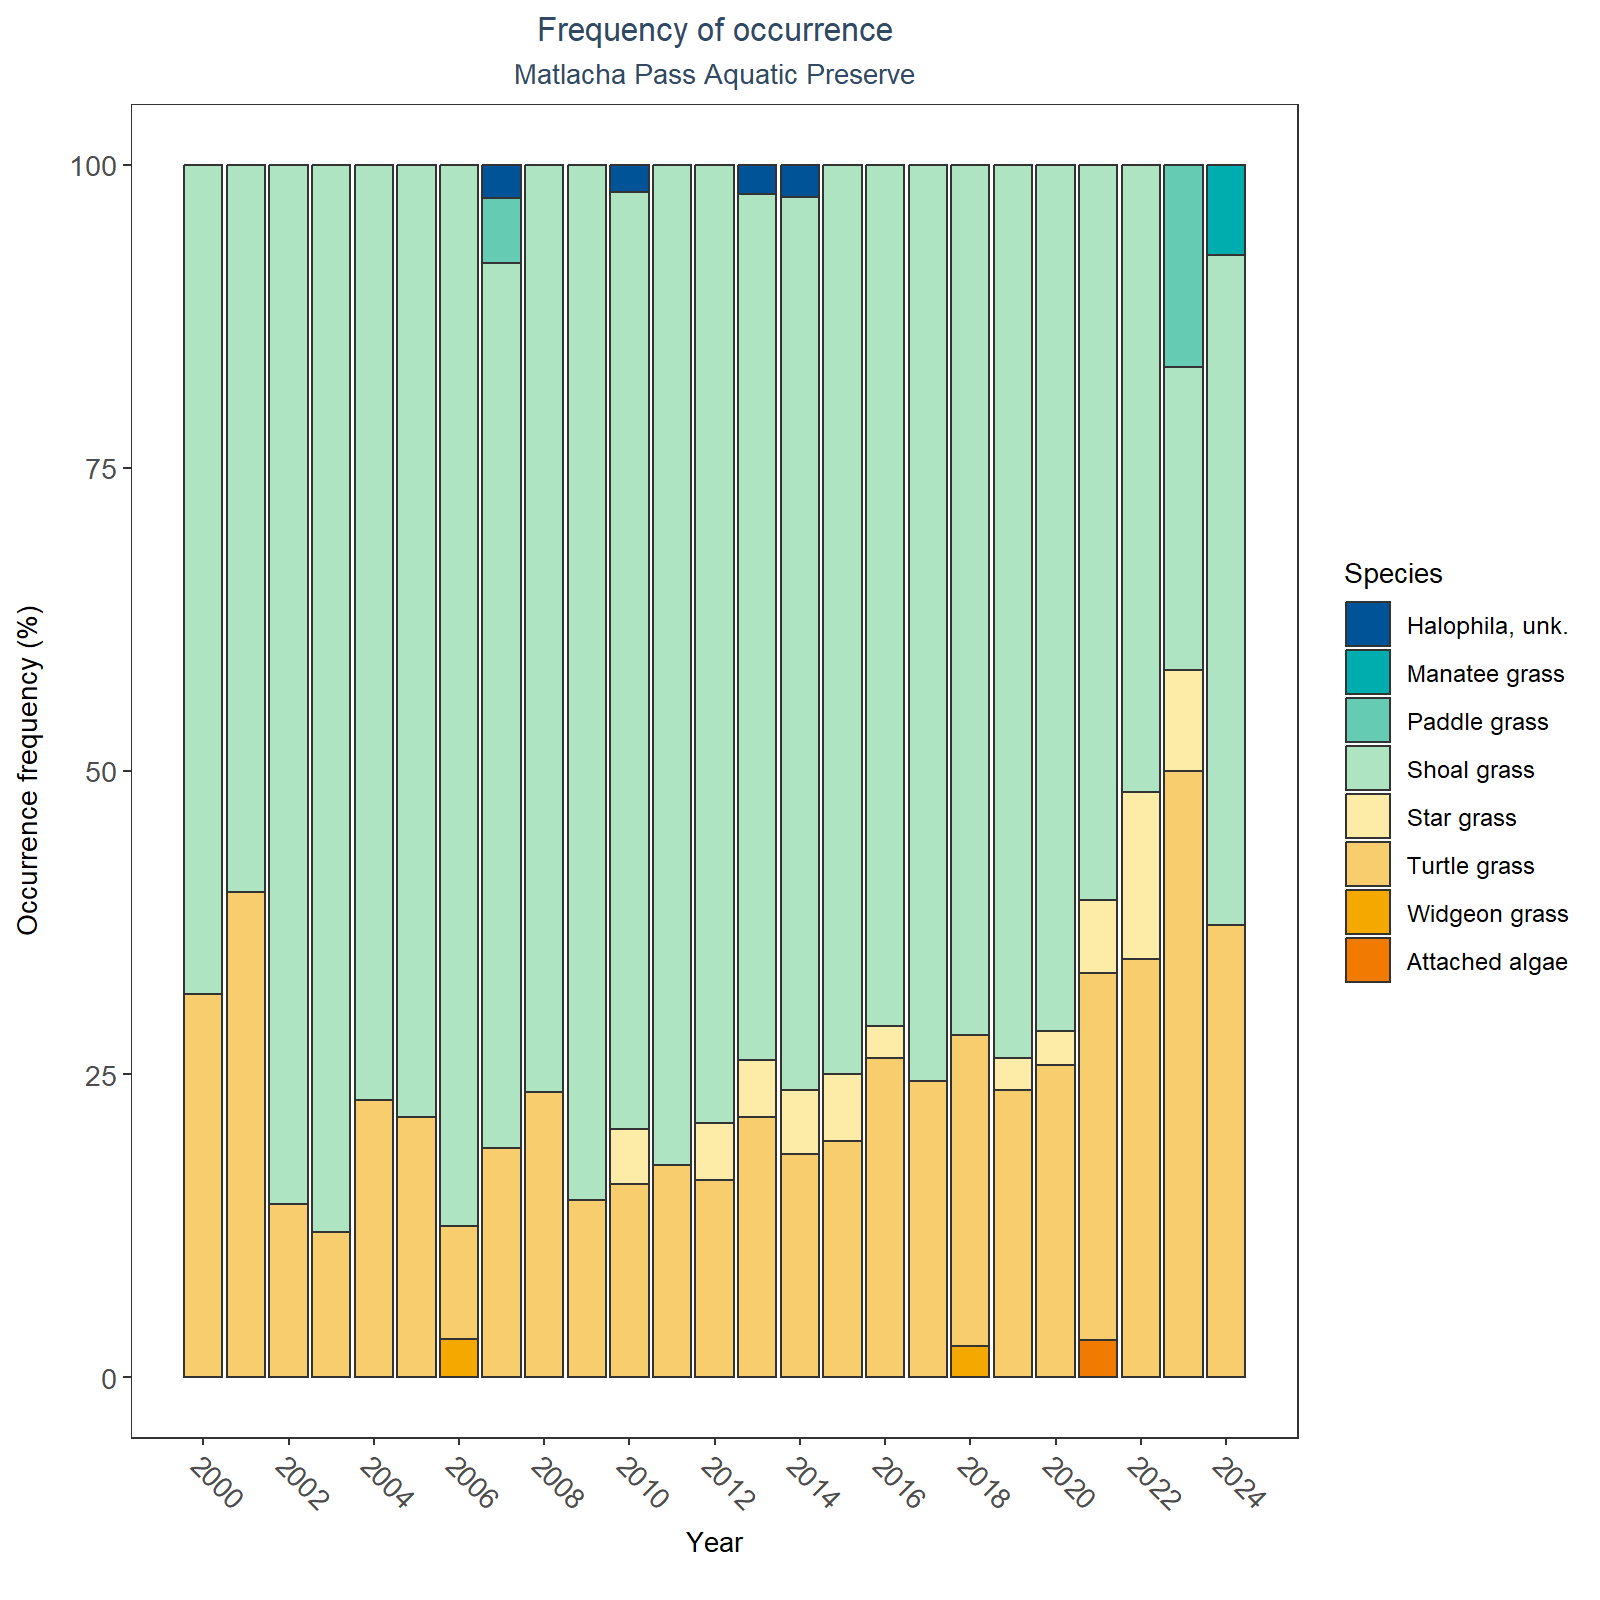 Frequency of occurrence
Matlacha Pass Aquatic Preserve
Occurrence frequency (%)
100
75
50
25
0
2000
2002
2004
2006
2008
2010
2012
2014
2016
2018
2020
2022
2024
Year
Species
Halophila, unk.
Manatee grass
Paddle grass
Shoal grass
Star grass
Turtle grass
Widgeon grass
Attached algae